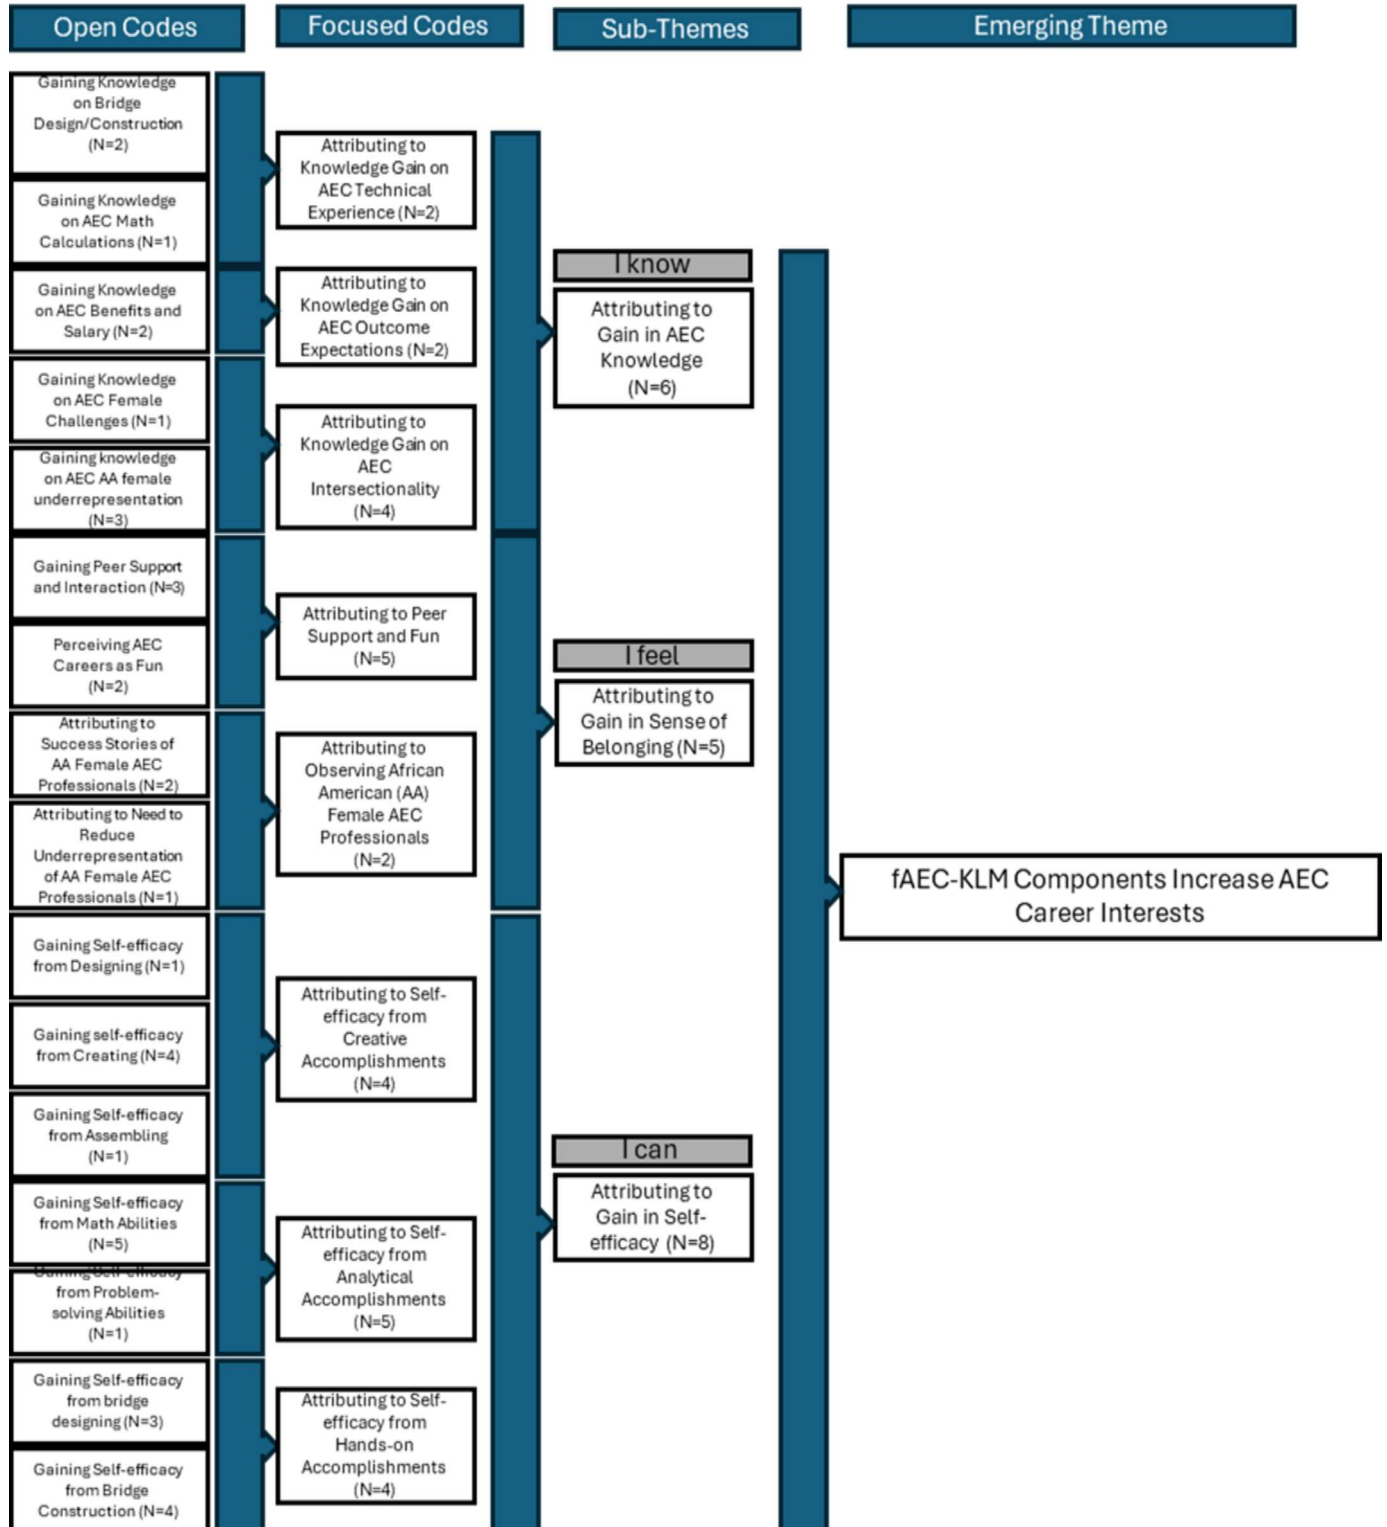 Open Codes
Focused Codes
Sub-Themes
Emerging Theme
Gaining Knowledge
on Bridge
Design/Construction
(N=2)
Gaining Knowledge
on AEC Math
Calculations (N=1)
Gaining Knowledge
on AEC Benefits and
Salary (N=2)
Gaining Knowledge
on AEC Female
Challenges (N=1)
Gaining knowledge
on AEC AA female
underrepresentation
(N=3)
Gaining Peer Support
and Interaction (N=3)
Perceiving AEC
Careers as Fun
(N=2)
Attributing to
Success Stories of
AA Female AEC
Professionals (N=2)
Attributing to Need to
Reduce
Underrepresentation
of AA Female AEC
Professionals (N=1)
Gaining Self-efficacy
from Designing (N=1)
Gaining self-efficacy
from Creating (N=4)
Gaining Self-efficacy
from Assembling
(N=1)
Gaining Self-efficacy
from Math Abilities
(N=5)
Gaining Self-efficacy
from Problem-
solving Abilities
(N=1)
Gaining Self-efficacy
from bridge
designing (N=3)
Gaining Self-efficacy
from Bridge
Construction (N=4)
Attributing to
Knowledge Gain on
AEC Technical
Experience (N=2)
Attributing to
Knowledge Gain on
AEC Outcome
Expectations (N=2)
Attributing to
Knowledge Gain on
AEC
Intersectionality
(N=4)
Attributing to Peer
Support and Fun
(N=5)
Attributing to
Observing African
American (AA)
Female AEC
Professionals
(N=2)
Attributing to Self-
efficacy from
Creative
Accomplishments
(N=4)
Attributing to Self-
efficacy from
Analytical
Accomplishments
(N=5)
Attributing to Self-
efficacy from
Hands-on
Accomplishments
(N=4)
I know
Attributing to
Gain in AEC
Knowledge
(N=6)
I feel
Attributing to
Gain in Sense of
Belonging (N=5)
I can
Attributing to
Gain in Self-
efficacy (N=8)
fAEC-KLM Components Increase AEC
Career Interests